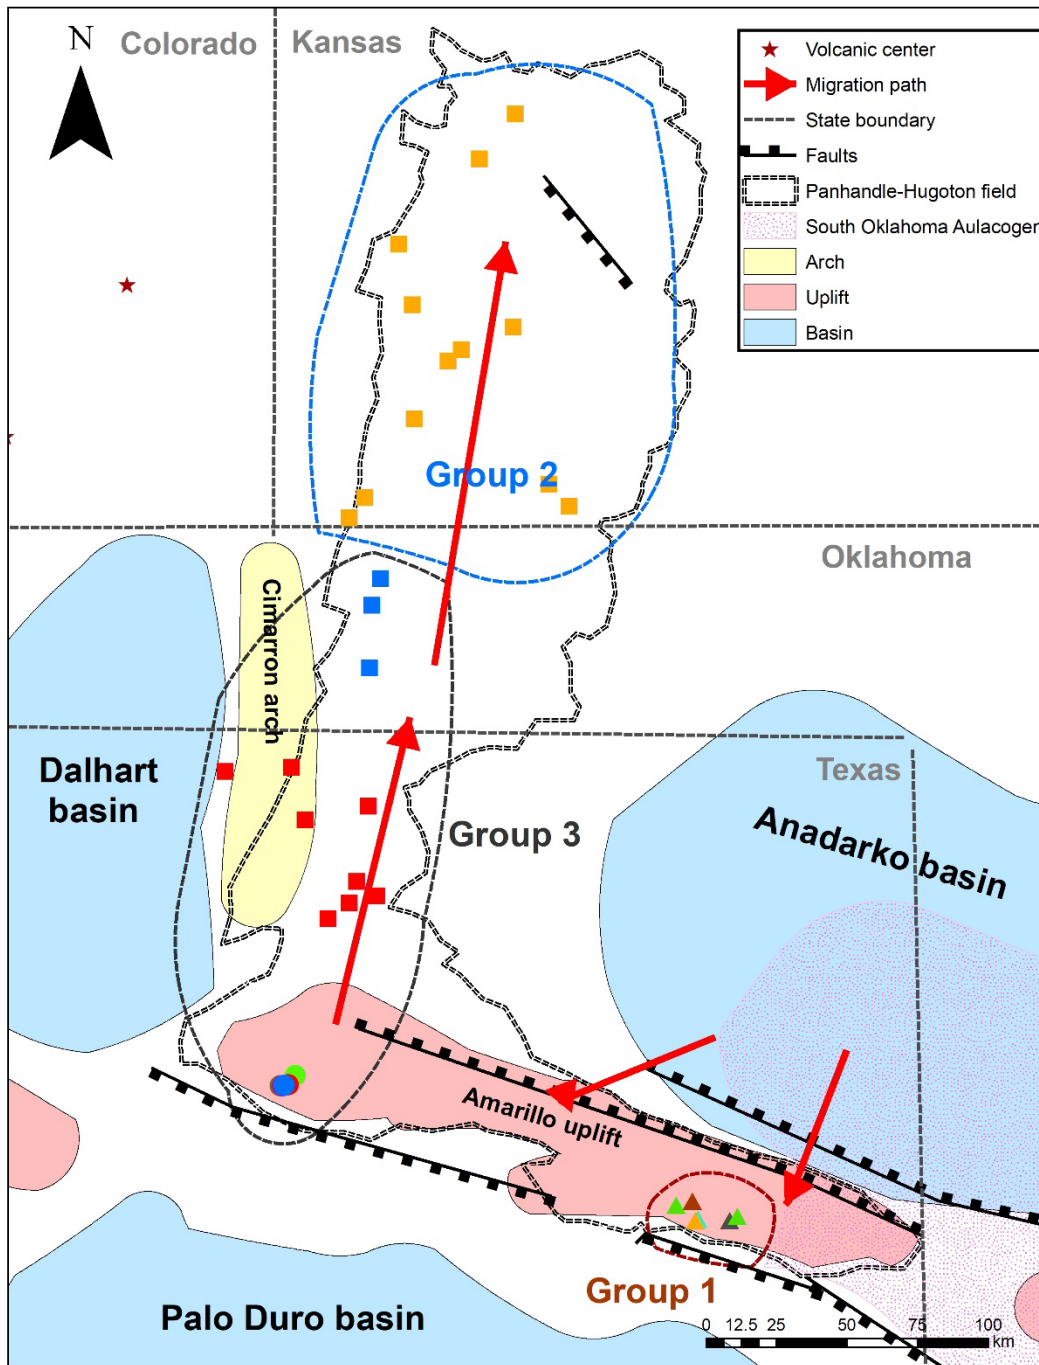 N
Colorado
Kansas
Volcanic center
Migration path
State boundary
Faults
Panhandle-Hugoton field
South Oklahoma Aulacogen
Arch
Uplift
Basin
Group 2
Oklahoma
Cimarron arch
Dalhart
basin
Texas
Group 3
Anadarko basin
Amarillo uplift
Group 1
Palo Duro basin
0 12.5 25 50 75 100
km